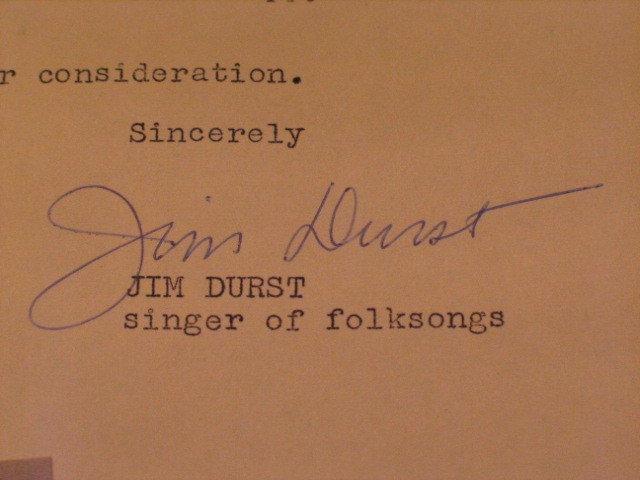 r consideration.
Sincerely
Jim Durst
JIM DURST
singer of folksongs